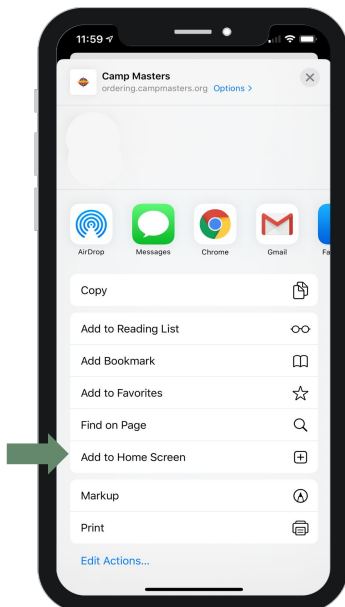 11:59
Camp Masters
ordering.campmasters.org Options >
AirDrop
Messages
Chrome
Gmail
Fa
Copy
Add to Reading List
Add Bookmark
Add to Favorites
Find on Page
Add to Home Screen
Markup
Print
Edit Actions...